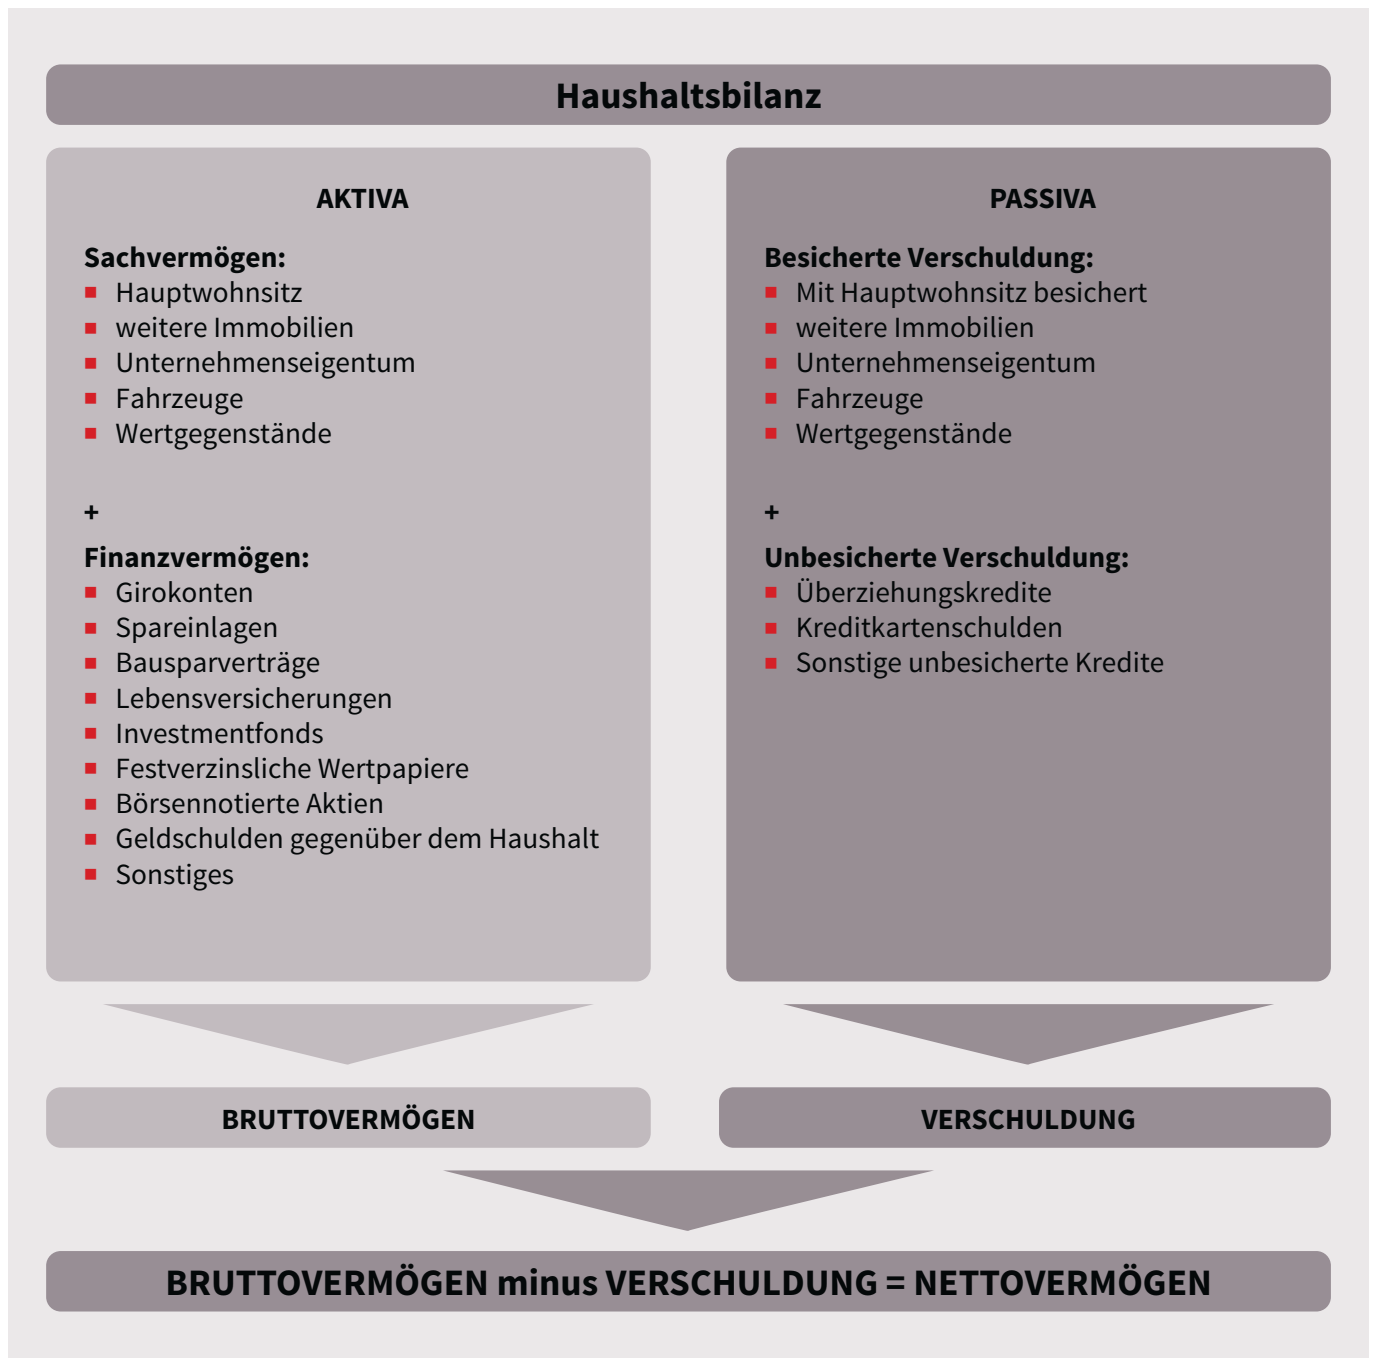 Haushaltsbilanz
AKTIVA
Sachvermögen:
Hauptwohnsitz
weitere Immobilien
Unternehmenseigentum
Fahrzeuge
Wertgegenstände
+
Finanzvermögen:
Girokonten
Spareinlagen
Bausparverträge
Lebensversicherungen
Investmentfonds
Festverzinsliche Wertpapiere
Börsennotierte Aktien
Geldschulden gegenüber dem Haushalt
Sonstiges
PASSIVA
Besicherte Verschuldung:
Mit Hauptwohnsitz besichert
weitere Immobilien
Unternehmenseigentum
Fahrzeuge
Wertgegenstände
+
Unbesicherte Verschuldung:
Überziehungskredite
Kreditkartenschulden
Sonstige unbesicherte Kredite
BRUTTOVERMÖGEN
VERSCHULDUNG
BRUTTOVERMÖGEN minus VERSCHULDUNG = NETTOVERMÖGEN